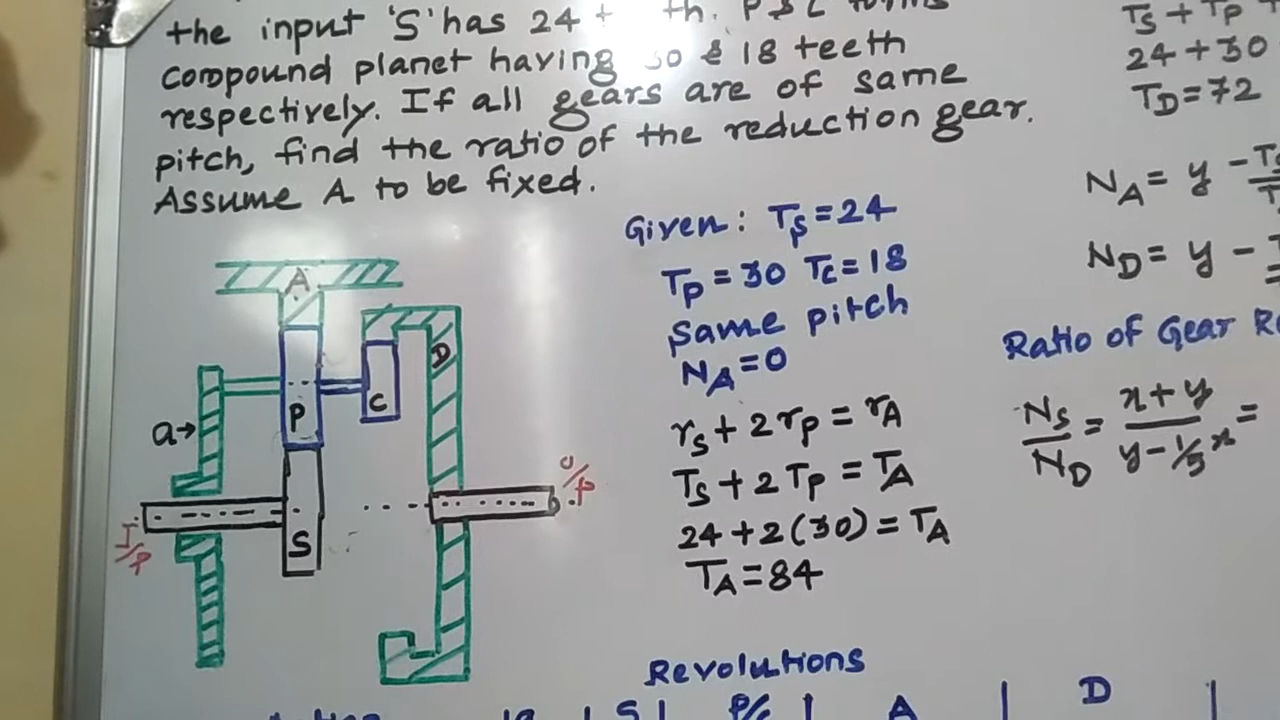 the input 'S' has 24
compound planet having & 18 teeth
respectively. If all gears are of same
pitch, find the ratio of the reduction gear.
Assume A to be fixed.
Given: Ts = 24
Tp = 30 Tc = 18
Same pitch
NA = 0
rs + 2rp = rA
Ts + 2Tp = TA
24 + 2(30) = TA
TA = 84
A
D
P
C
a→
S
I/P
O/P
Ts + Tp
24 + 30
TD = 72
NA = y -
ND = y -
Ratio of Gear
Ns/ND = x+y/y-1/5x =
Revolutions
S
P/C
A
D